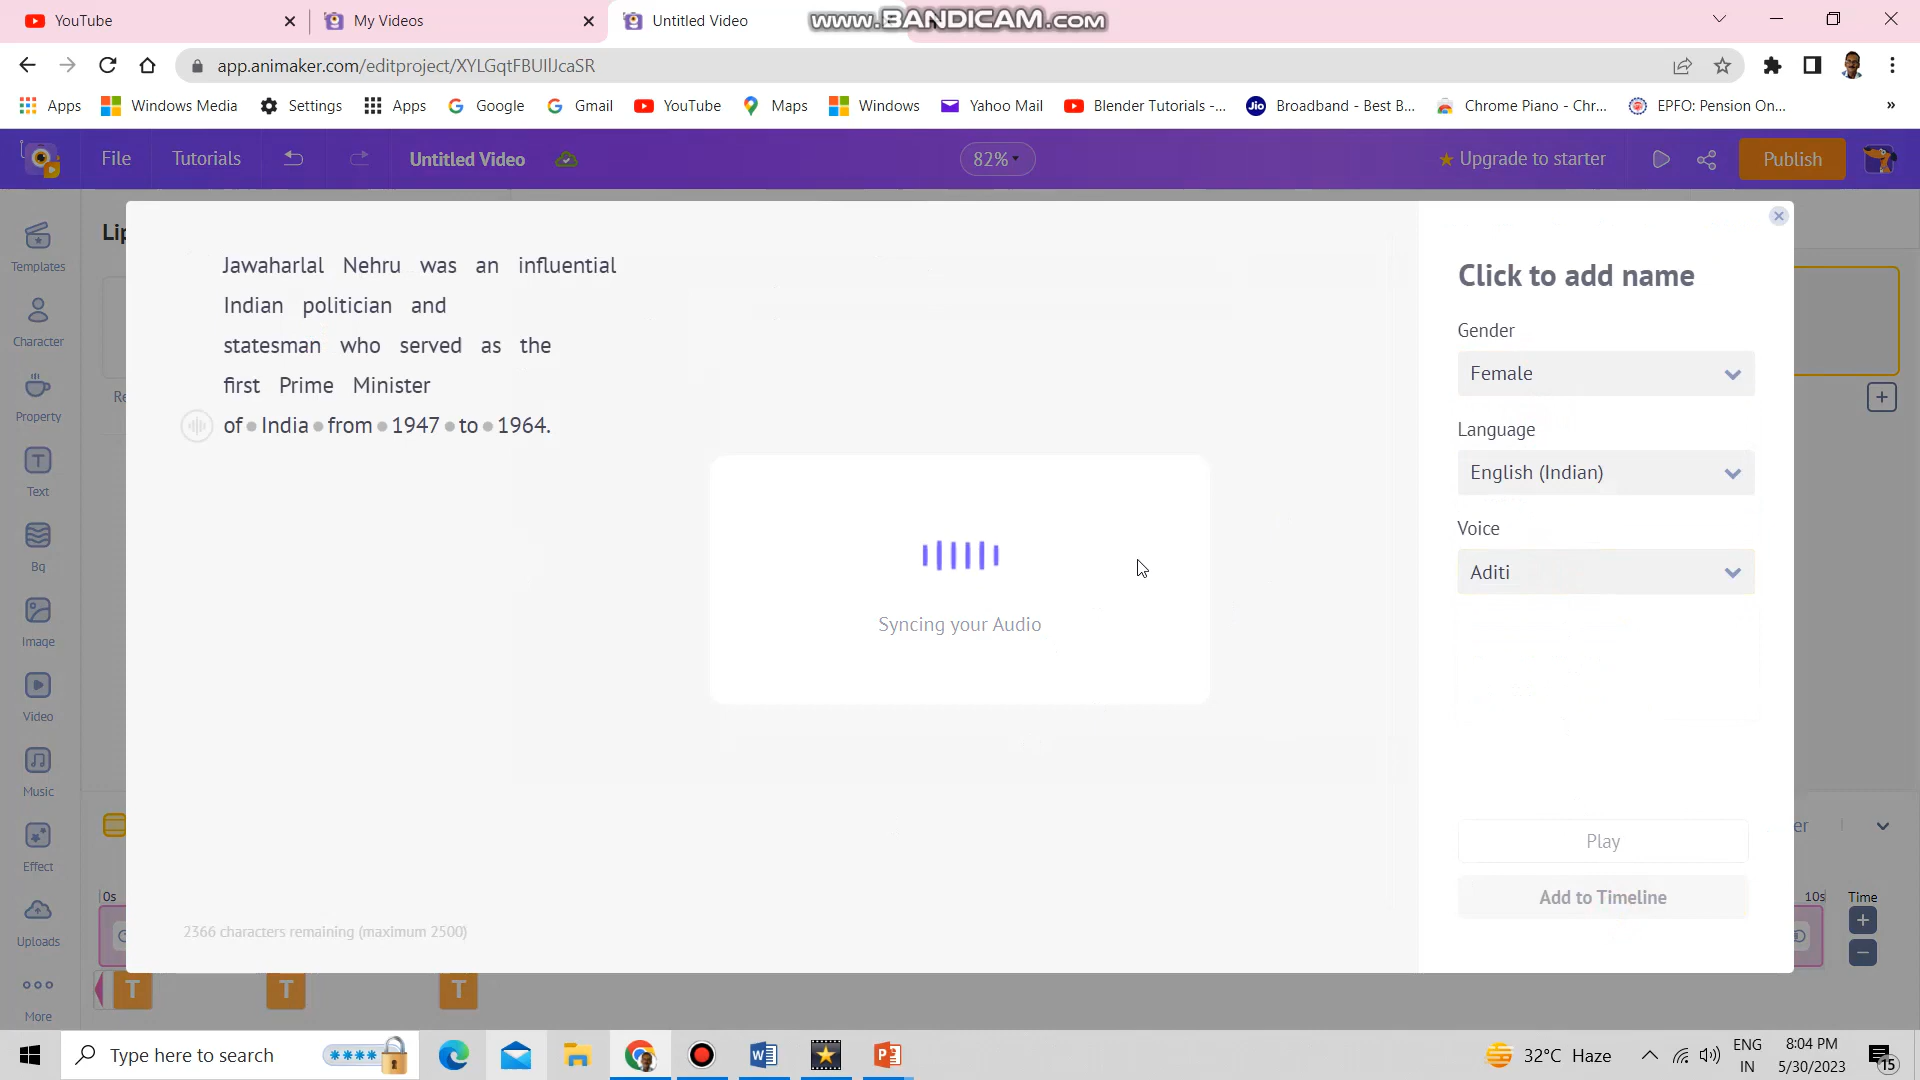 YouTube
My Videos
Untitled Video
www.BANDICAM.com
app.animaker.com/editproject/XYLGqtFBUIlJcaSR
Apps
Windows Media
Settings
Apps
Google
Gmail
YouTube
Maps
Windows
Yahoo Mail
Blender Tutorials -...
Jio
Broadband - Best B...
Chrome Piano - Chr...
EPFO: Pension On...
»
File
Tutorials
Untitled Video
82%
Upgrade to starter
Publish
Templates
Character
Property
Text
Bg
Image
Video
Music
Effect
Uploads
More
Lip
Re
Jawaharlal Nehru was an influential
Indian politician and
statesman who served as the
first Prime Minister
of India from 1947 to 1964.
Syncing your Audio
2366 characters remaining (maximum 2500)
Click to add name
Gender
Female
Language
English (Indian)
Voice
Aditi
Play
Add to Timeline
er
0s
10s
Time
T
T
T
Type here to search
32°C Haze
ENG
IN
8:04 PM
5/30/2023
15